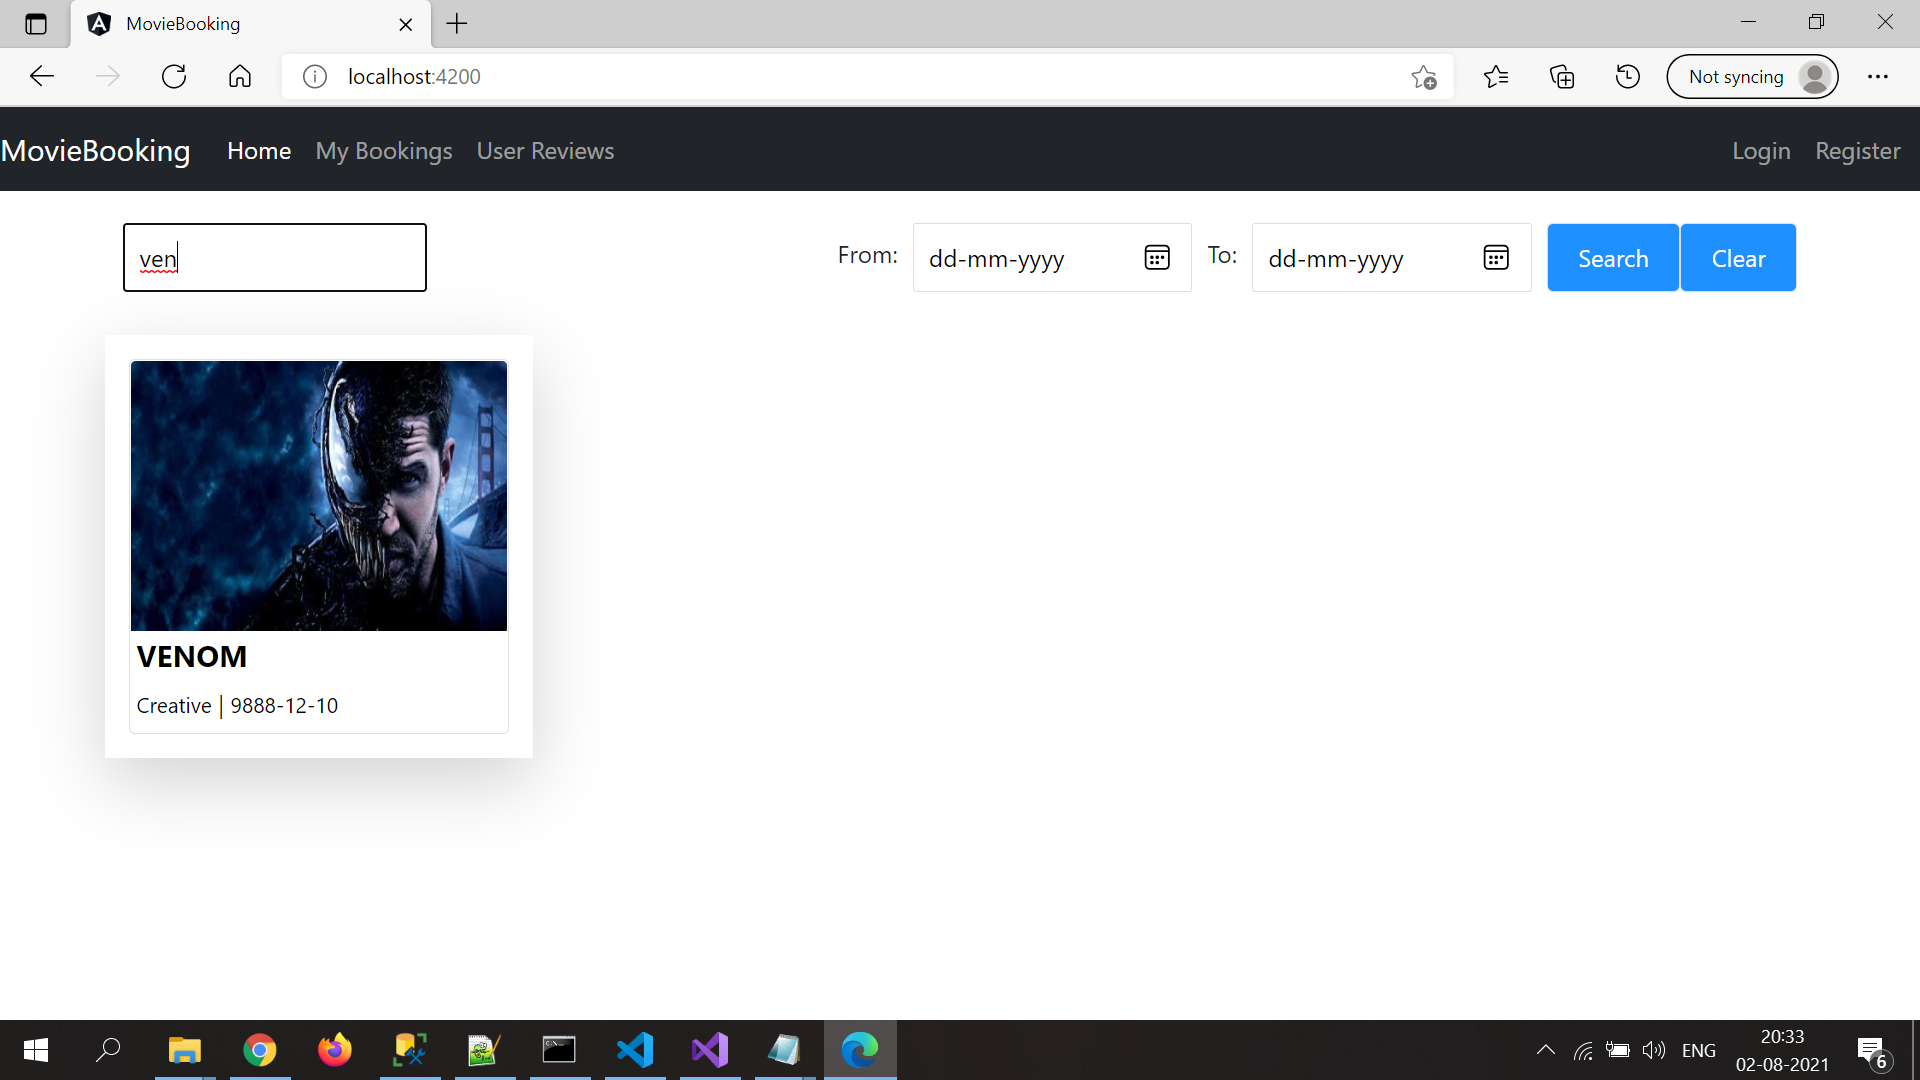 MovieBooking
localhost:4200
Not syncing
MovieBooking Home My Bookings User Reviews Login Register
ven From: dd-mm-yyyy To: dd-mm-yyyy Search Clear
VENOM
Creative | 9888-12-10
ENG 20:33
02-08-2021
6